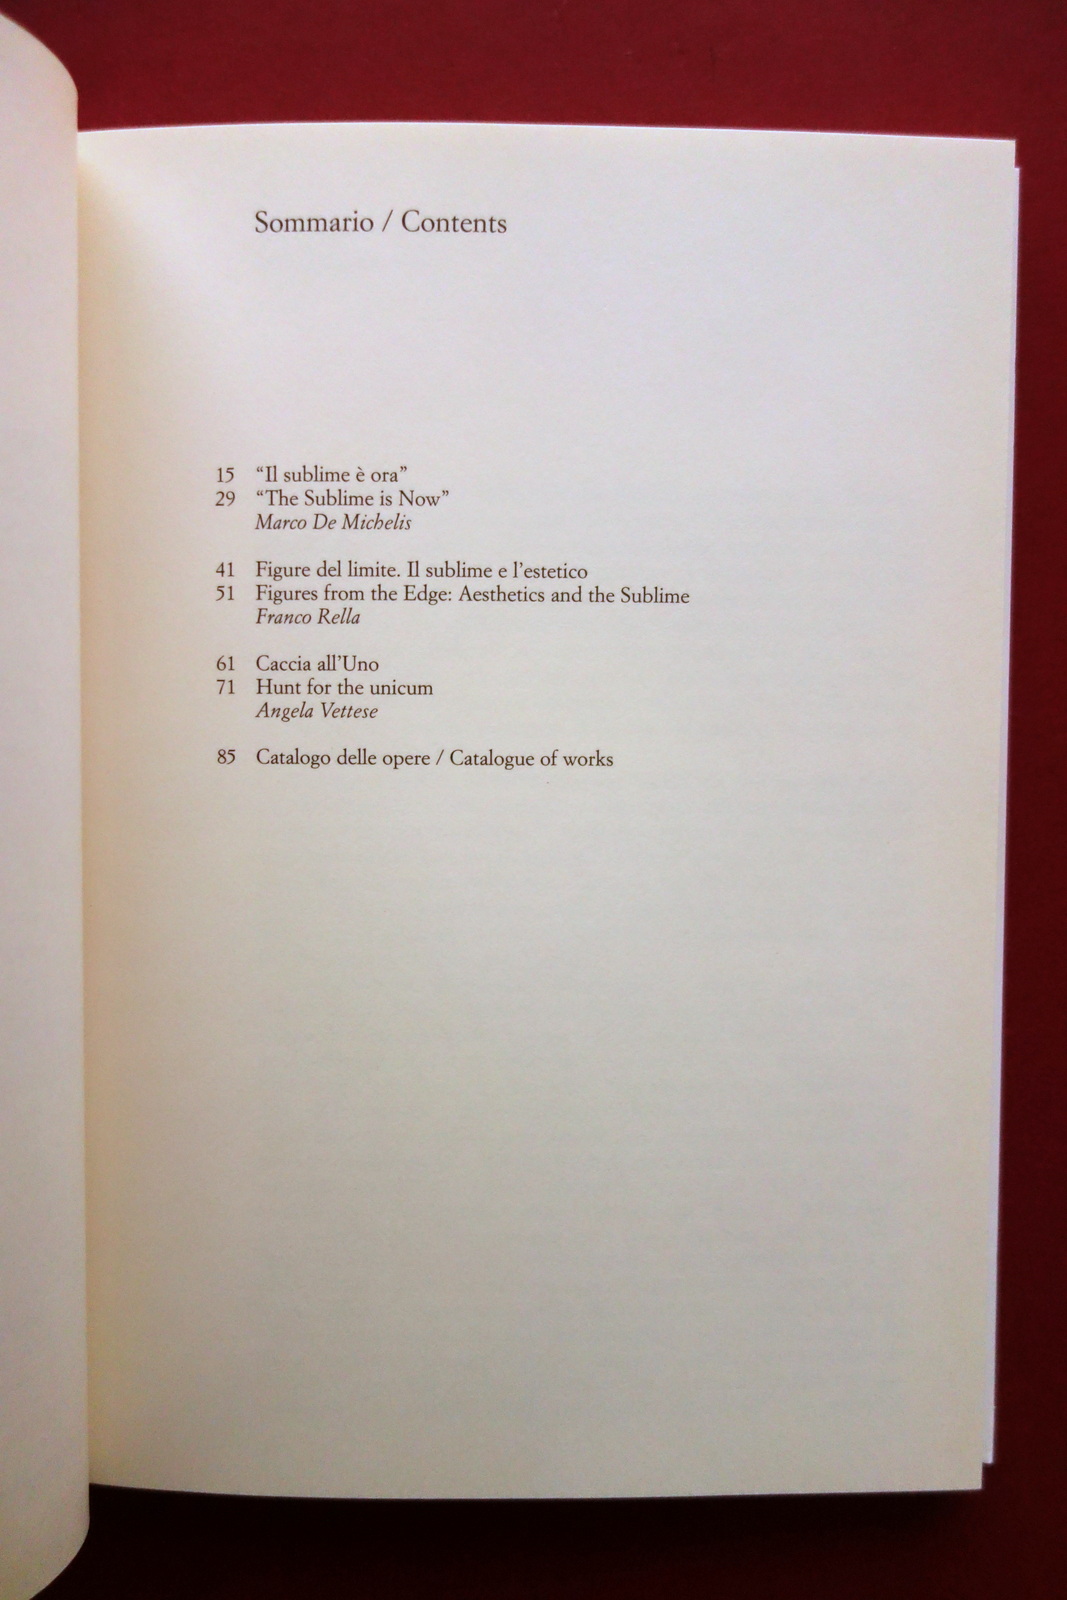 Sommario / Contents
15 “Il sublime è ora”
29 “The Sublime is Now”
Marco De Michelis
41 Figure del limite. Il sublime e l’estetico
51 Figures from the Edge: Aesthetics and the Sublime
Franco Rella
61 Caccia all’Uno
71 Hunt for the unicum
Angela Vettese
85 Catalogo delle opere / Catalogue of works